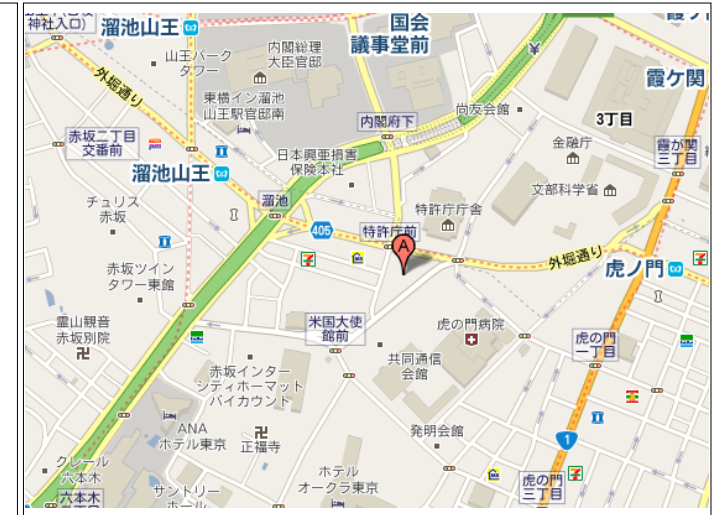 神社入口)
溜池山王
山王パーク
タワー
内閣総理
大臣官邸
国会
議事堂前
霞ケ関
外堀通り
東横イン溜池
山王駅官邸南
内閣府下
尚友会館
3丁目
金融庁
霞が関
三丁目
赤坂二丁目
交番前
溜池山王
日本興亜損害
保険本社
文部科学省
チュリス
赤坂
溜池
405
特許庁前
特許庁庁舎
A
外堀通り
虎ノ門
赤坂ツイン
タワー東館
霊山観音
赤坂別院
米国大使
館前
虎の門病院
虎の門
一丁目
共同通信
会館
赤坂インター
シティホーマット
バイカウント
ANA
ホテル東京
正福寺
発明会館
1
クレール
六本木
六本木
サントリー
ホール
ホテル
オークラ東京
虎の門
三丁目